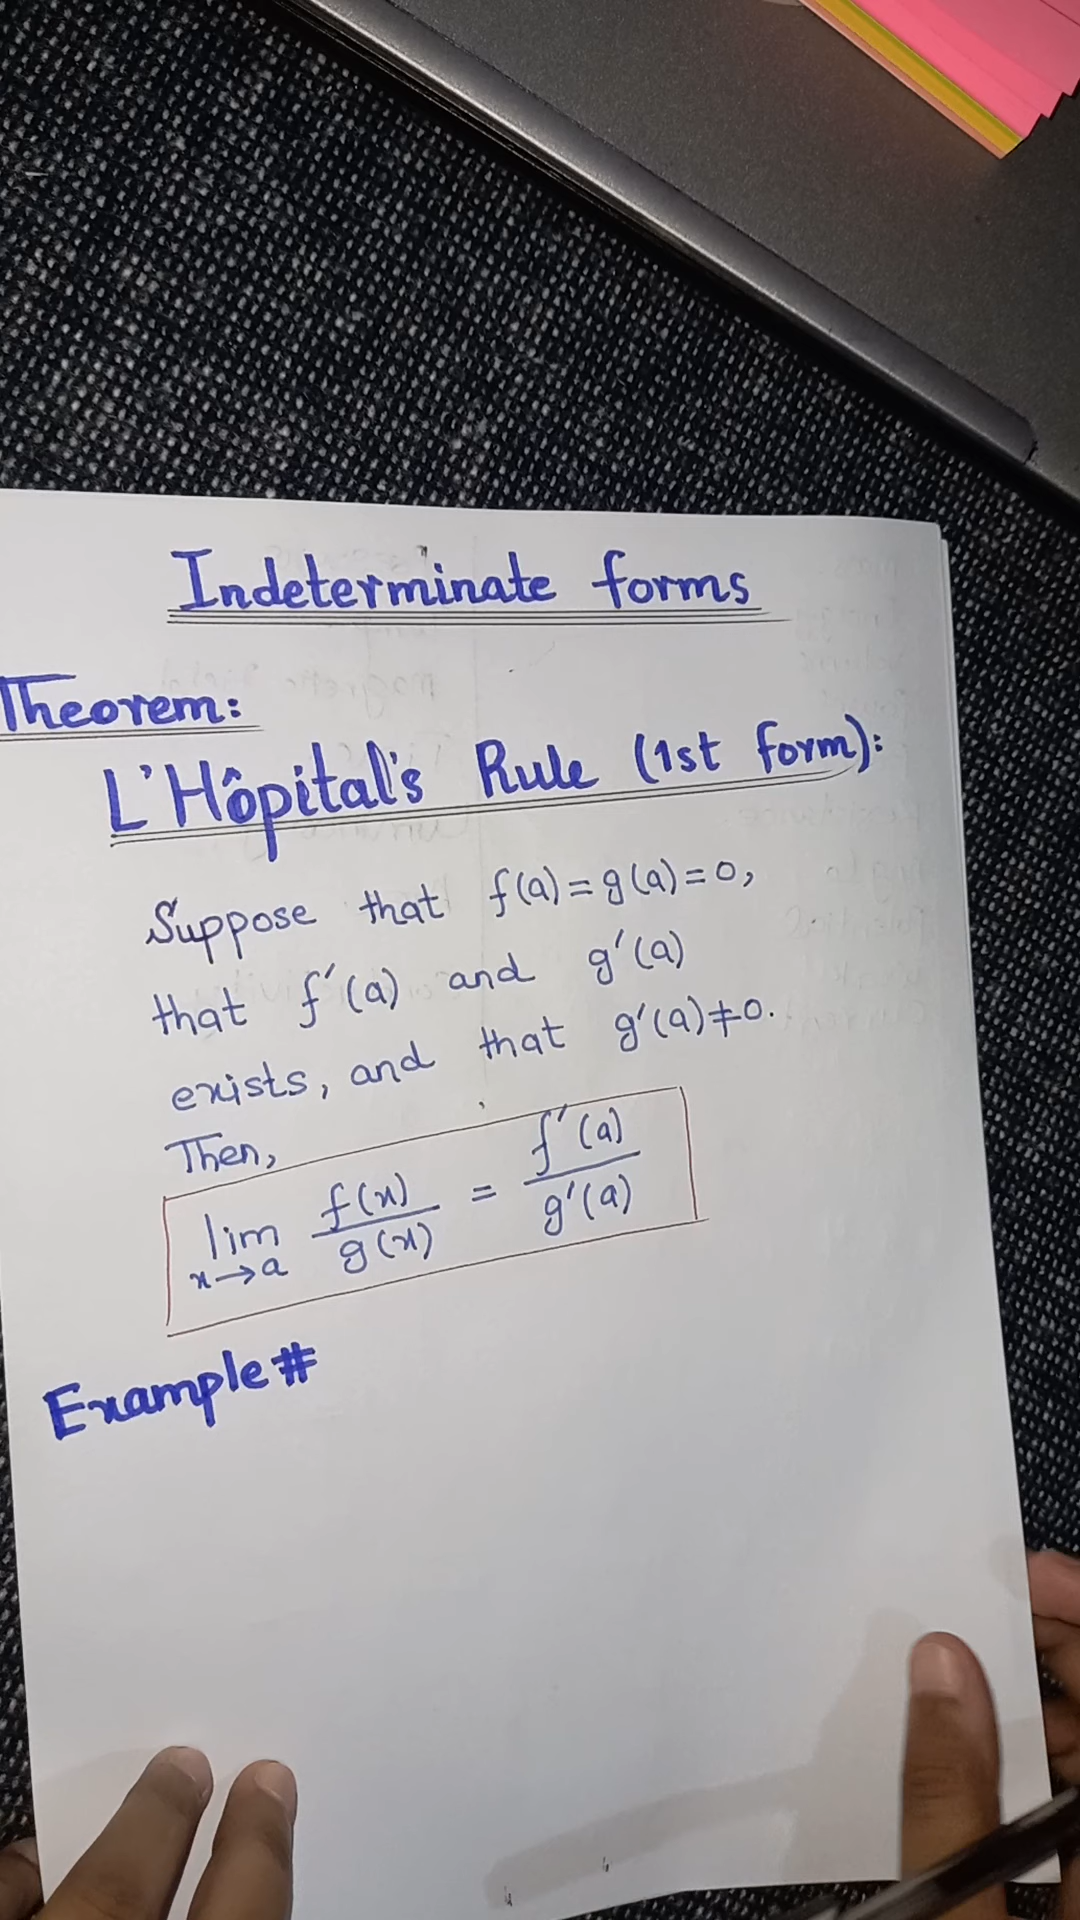 Indeterminate forms
Theorem:
L'Hôpital's Rule (1st form):
Suppose that f(a)=g(a)=0,
that f'(a) and g'(a)
exists, and that g'(a)≠0.
Then,
lim x→a f(x)/g(x) = f'(a)/g'(a)
Example#